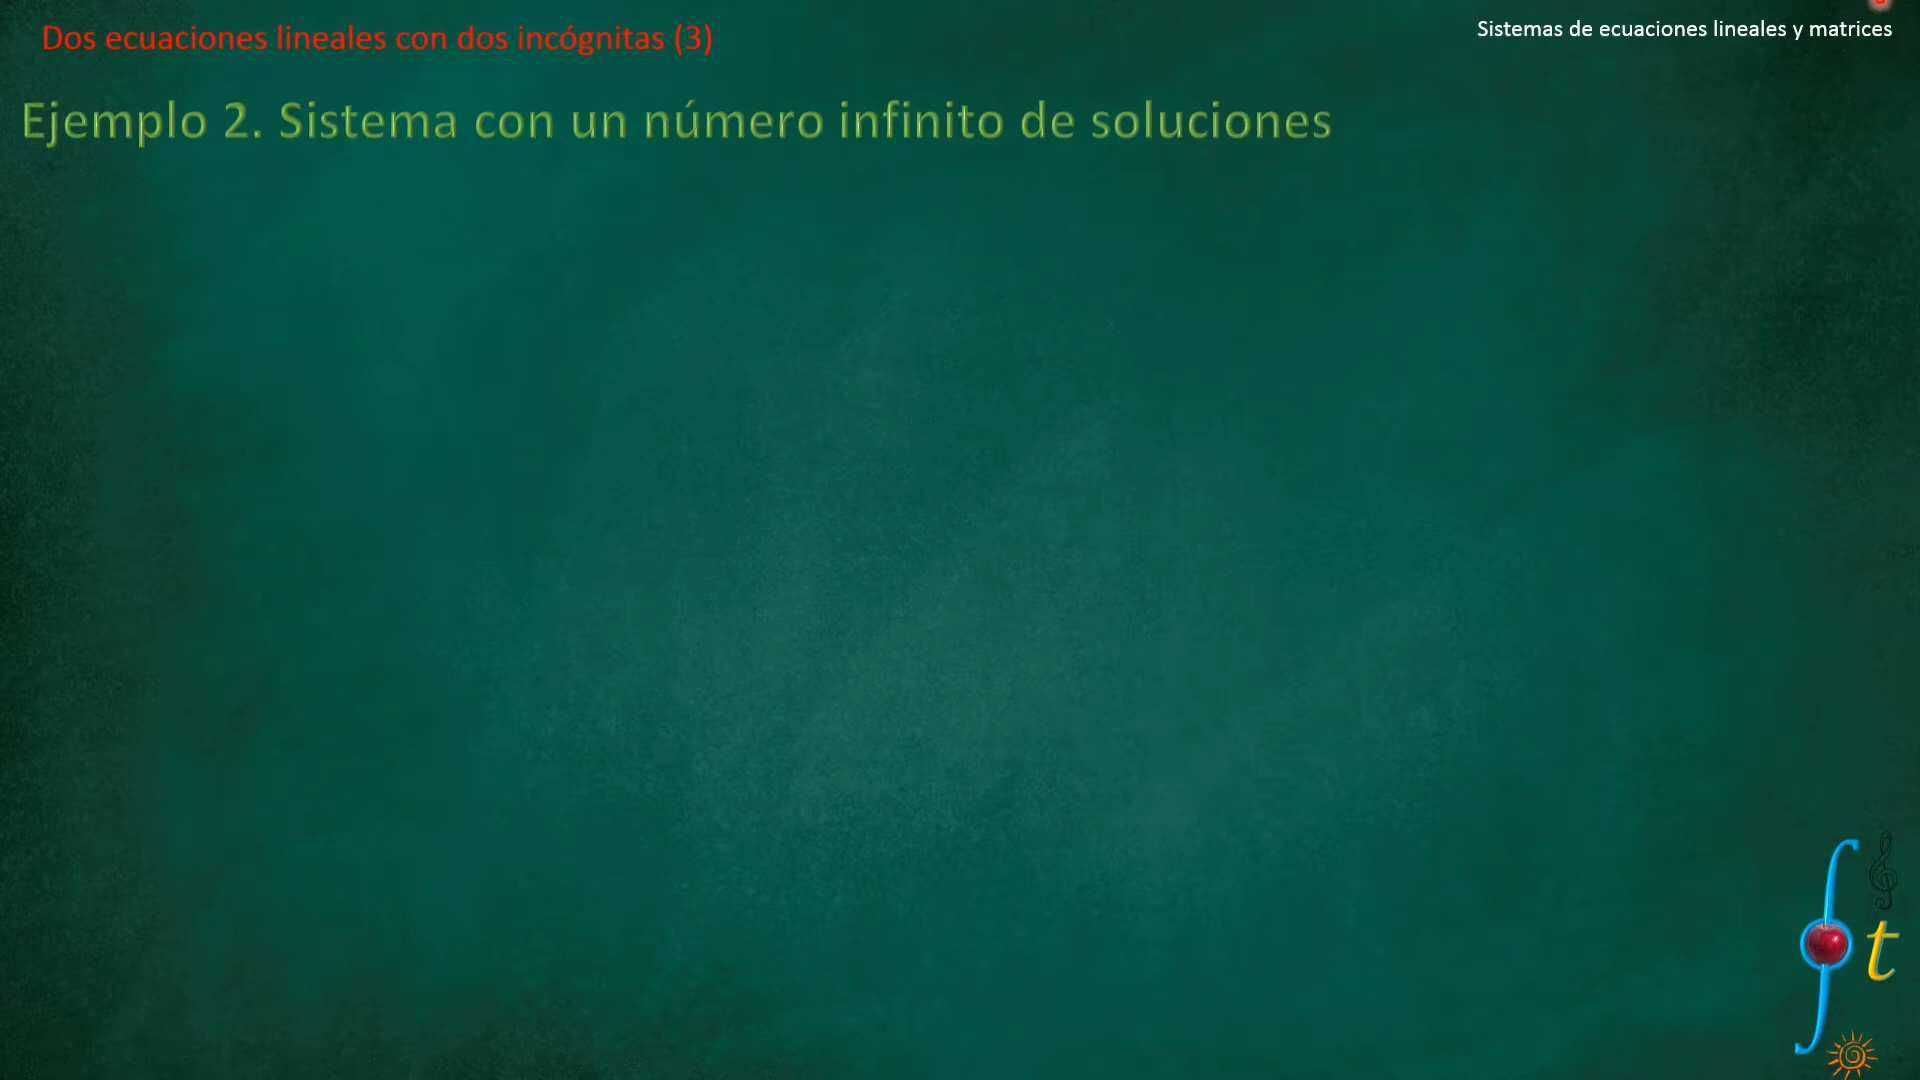 Dos ecuaciones lineales con dos incógnitas (3)
Sistemas de ecuaciones lineales y matrices
Ejemplo 2. Sistema con un número infinito de soluciones
t